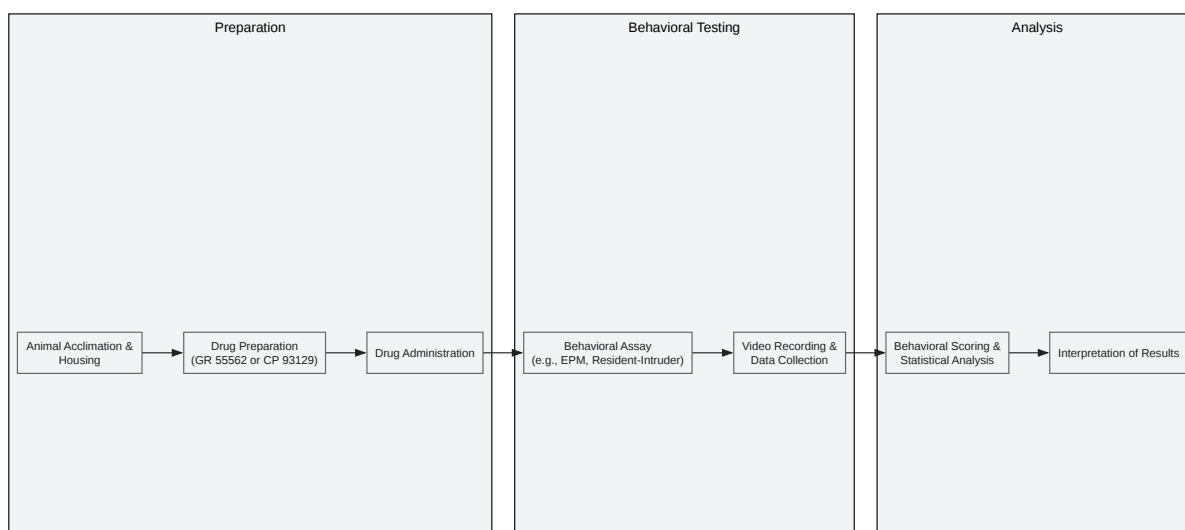 Preparation
Behavioral Testing
Analysis
Animal Acclimation &
Housing
Drug Preparation
(GR 55562 or CP 93129)
Drug Administration
Behavioral Assay
(e.g., EPM, Resident-Intruder)
Video Recording &
Data Collection
Behavioral Scoring &
Statistical Analysis
Interpretation of Results